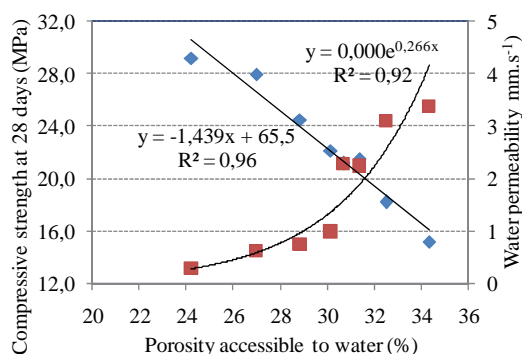 Compressive strength at 28 days (MPa)
32,0
28,0
24,0
20,0
16,0
12,0
y = 0,000e^0,266x
R² = 0,92
y = -1,439x + 65,5
R² = 0,96
5
4
3
2
1
0
Water permeability mm.s⁻¹
20 22 24 26 28 30 32 34 36
Porosity accessible to water (%)